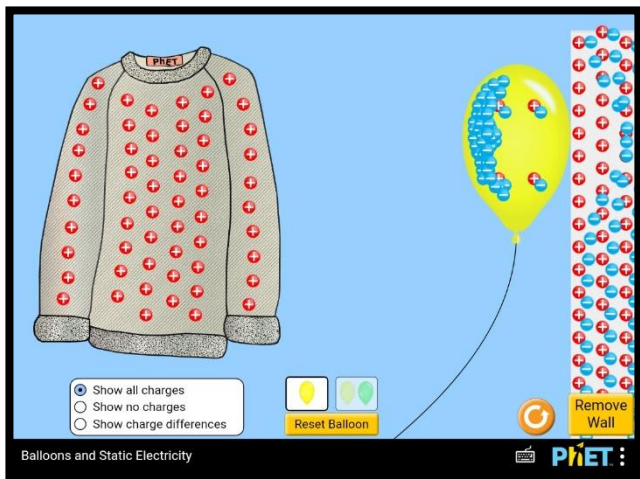 PhET
Show all charges
Show no charges
Show charge differences
Reset Balloon
Remove
Wall
Balloons and Static Electricity
PhET